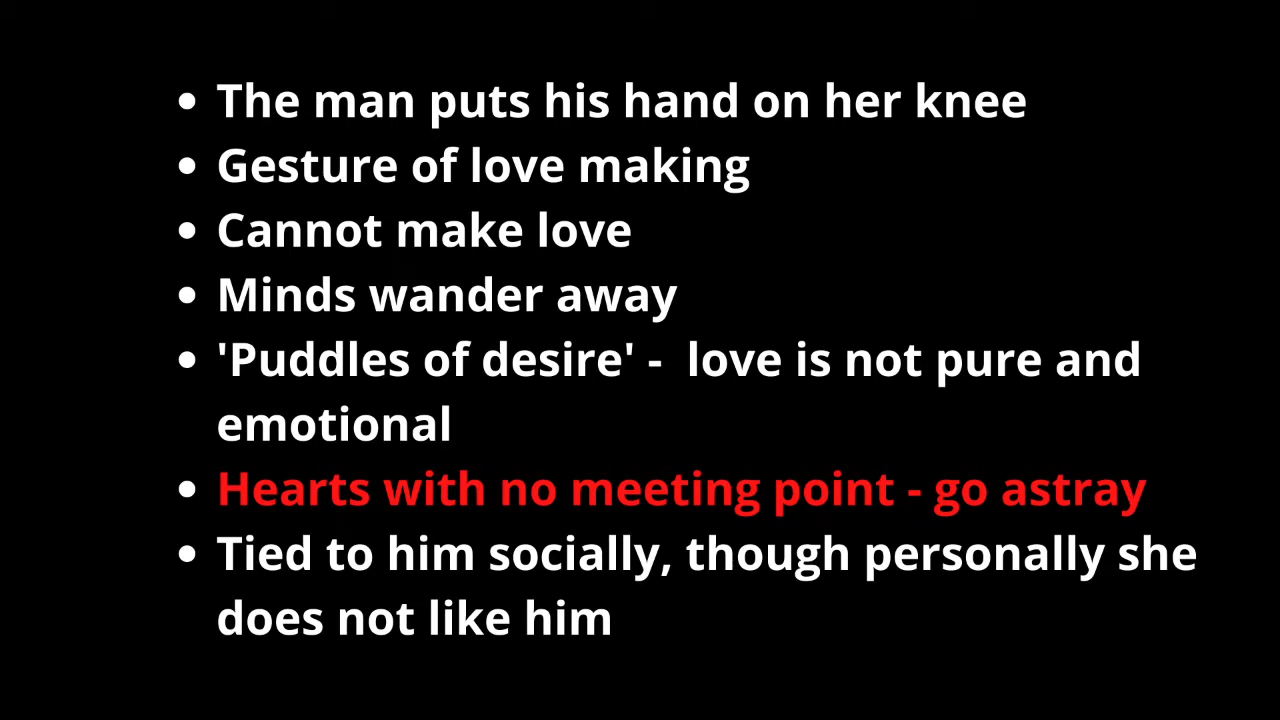 • The man puts his hand on her knee
• Gesture of love making
• Cannot make love
• Minds wander away
• 'Puddles of desire' -  love is not pure and
emotional
• Hearts with no meeting point - go astray
• Tied to him socially, though personally she
does not like him